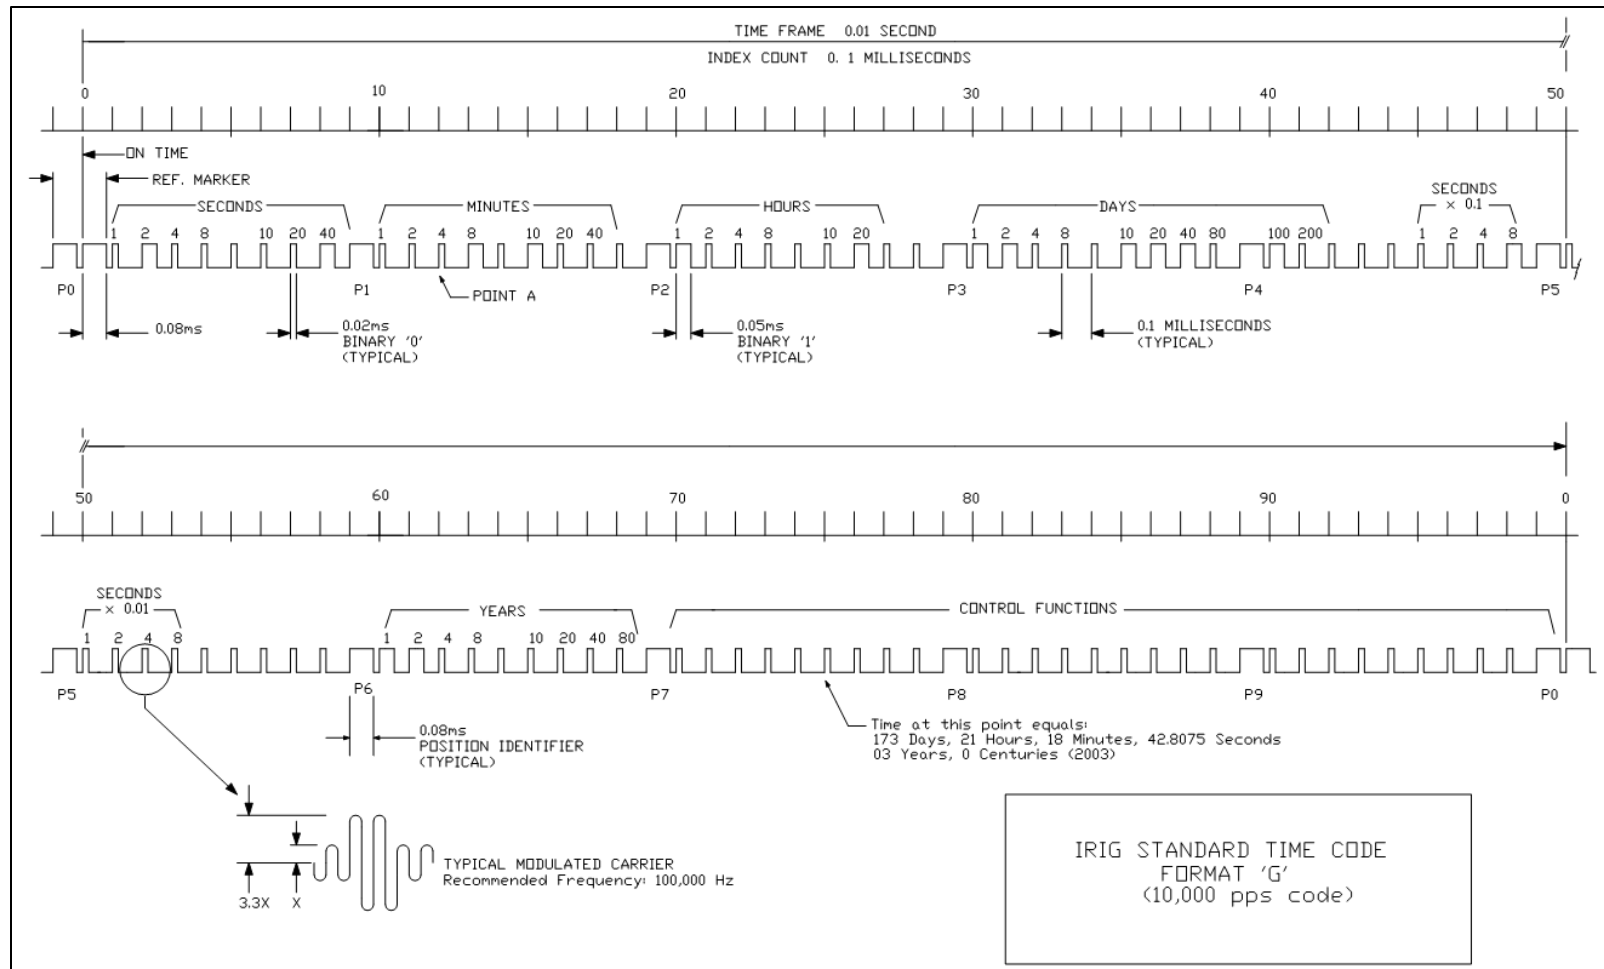 TIME FRAME 0.01 SECOND
INDEX COUNT 0. 1 MILLISECONDS
0 10 20 30 40 50
ON TIME
REF. MARKER
SECONDS MINUTES HOURS DAYS SECONDS
× 0.1
1 2 4 8 10 20 40 1 2 4 8 10 20 40 1 2 4 8 10 20 1 2 4 8 10 20 40 80 100 200 1 2 4 8
P0 P1 P2 P3 P4 P5
POINT A
0.08ms
0.02ms
BINARY '0'
(TYPICAL)
0.05ms
BINARY '1'
(TYPICAL)
0.1 MILLISECONDS
(TYPICAL)
50 60 70 80 90 0
SECONDS
× 0.01
YEARS CONTROL FUNCTIONS
1 2 4 8 1 2 4 8 10 20 40 80
P5 P6 P7 P8 P9 P0
0.08ms
POSITION IDENTIFIER
(TYPICAL)
Time at this point equals:
173 Days, 21 Hours, 18 Minutes, 42.8075 Seconds
03 Years, 0 Centuries (2003)
3.3X X
TYPICAL MODULATED CARRIER
Recommended Frequency: 100,000 Hz
IRIG STANDARD TIME CODE
FORMAT 'G'
(10,000 pps code)